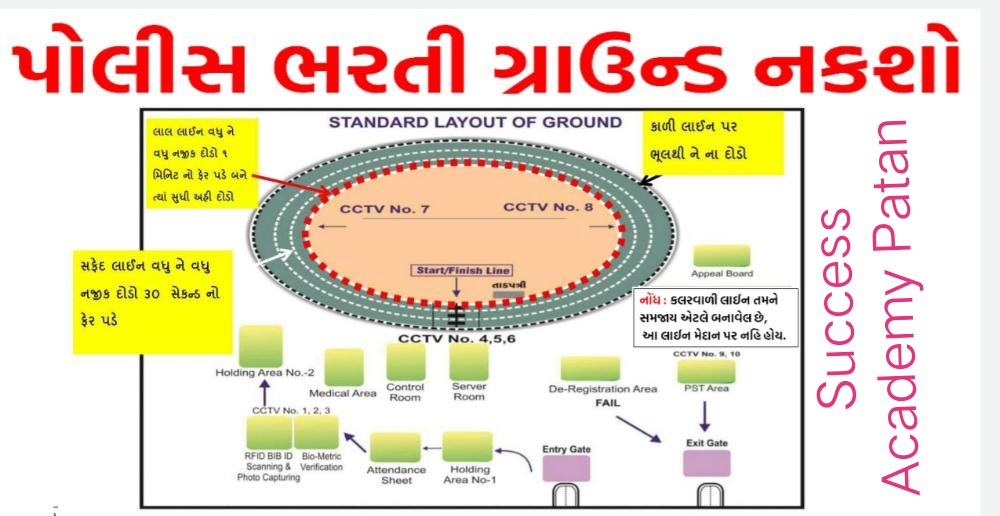 પોલીસ ભરતી ગ્રાઉન્ડ નકશો
STANDARD LAYOUT OF GROUND
લાલ લાઈન વધુ ને
વધુ નજીક દોડો ૧
મિનિટ નો ફેર પડે બને
ત્યાં સુધી અહી દોડો
કાળી લાઈન પર
ભૂલથી ને ના દોડો
CCTV No. 7
CCTV No. 8
Start/Finish Line
તાડપત્રી
સફેદ લાઈન વધુ ને વધુ
નજીક દોડો 30 સેકન્ડ નો
ફેર પડે
Appeal Board
નોંધ : કલરવાળી લાઈન તમને
સમજાય એટલે બનાવેલ છે,
આ લાઈન મેદાન પર નહિ હોય.
CCTV No. 4,5,6
CCTV No. 9, 10
Holding Area No.-2
Medical Area
Control
Room
Server
Room
De-Registration Area
FAIL
PST Area
CCTV No. 1, 2, 3
RFID BIB ID
Scanning &
Photo Capturing
Bio-Metric
Verification
Attendance
Sheet
Holding
Area No-1
Entry Gate
Exit Gate
Success
Academy Patan